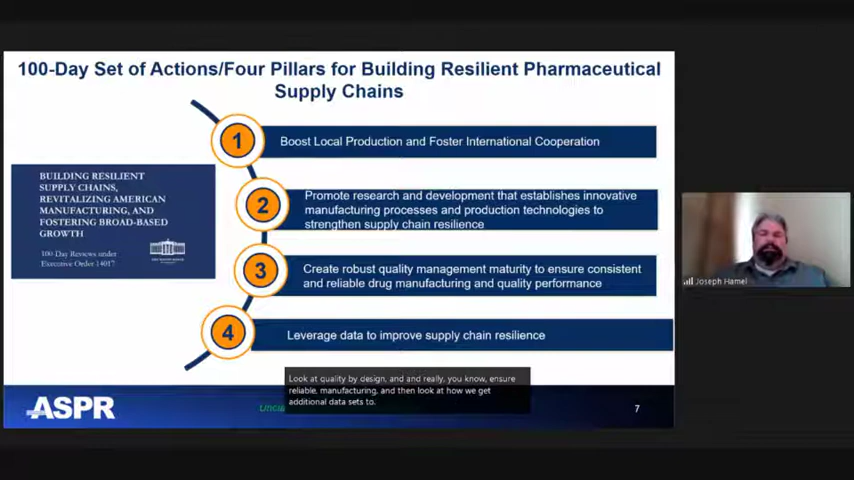 100-Day Set of Actions/Four Pillars for Building Resilient Pharmaceutical
Supply Chains
BUILDING RESILIENT
SUPPLY CHAINS,
REVITALIZING AMERICAN
MANUFACTURING, AND
FOSTERING BROAD-BASED
GROWTH
100-Day Reviews under
Executive Order 14017
1
Boost Local Production and Foster International Cooperation
2
Promote research and development that establishes innovative
manufacturing processes and production technologies to
strengthen supply chain resilience
3
Create robust quality management maturity to ensure consistent
and reliable drug manufacturing and quality performance
4
Leverage data to improve supply chain resilience
Look at quality by design, and and really, you know, ensure
reliable, manufacturing, and then look at how we get
additional data sets to.
ASPR
7
Joseph Hamel